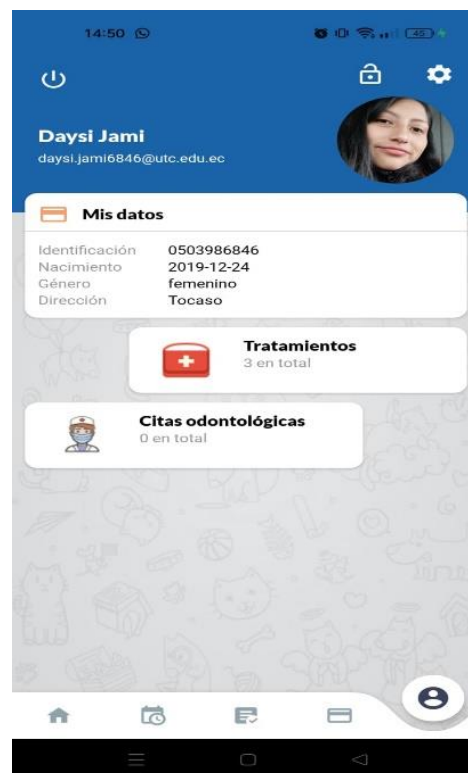 14:50
45
Daysi Jami
daysi.jami6846@utc.edu.ec
Mis datos
Identificación 0503986846
Nacimiento 2019-12-24
Género femenino
Dirección Tocaso
Tratamientos
3 en total
Citas odontológicas
0 en total